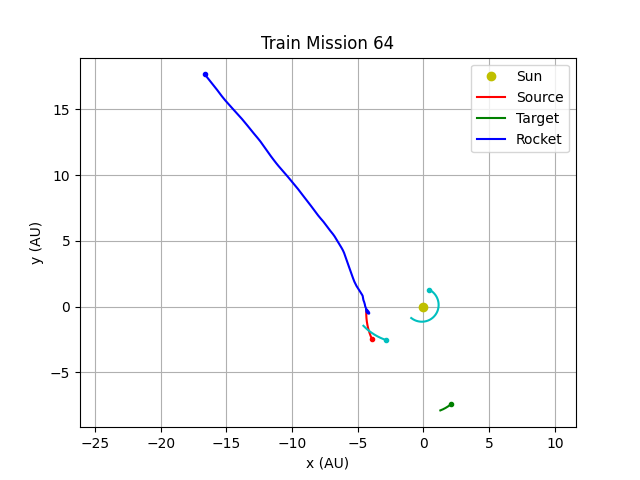 Train Mission 64
Sun
Source
Target
Rocket
15
10
5
0
−5
y (AU)
−25
−20
−15
−10
−5
0
5
10
x (AU)